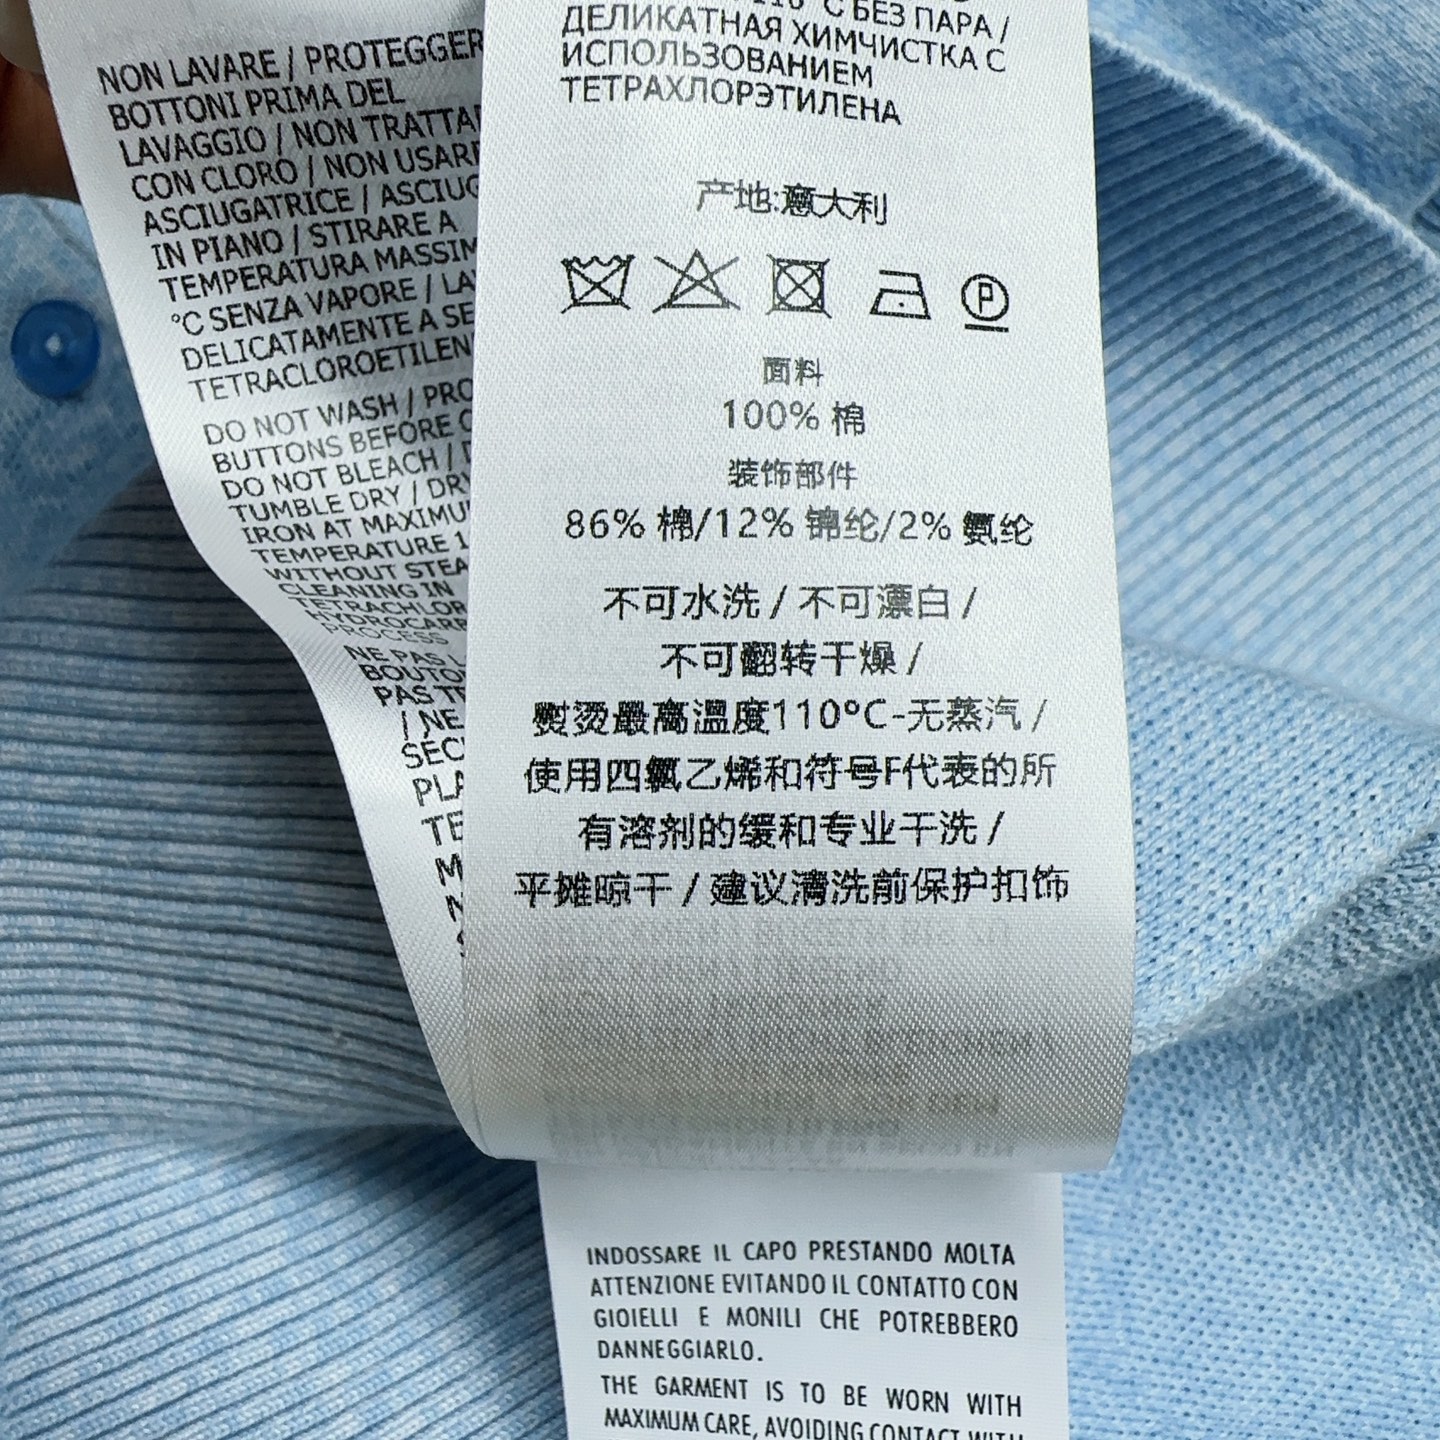 NON LAVARE / PROTEGGER
BOTTONI PRIMA DEL
LAVAGGIO / NON TRATTA
CON CLORO / NON USAR
ASCIUGATRICE / ASCIUG
IN PIANO / STIRARE A
TEMPERATURA MASSIM
°C SENZA VAPORE / LA
DELICATAMENTE A SE
TETRACLOROETILEN
DO NOT WASH / PRO
BUTTONS BEFORE
DO NOT BLEACH /
TUMBLE DRY / DRY
IRON AT MAXIMU
TEMPERATURE 1
WITHOUT STEA
CLEANING IN
TETRACHLOR
HYDROCAR
PROCESS
NE PAS
BOUTO
PAS TR
/ NE
SÉC
PLA
TE
°C БЕЗ ПАРА /
ДЕЛИКАТНАЯ ХИМЧИСТКА С
ИСПОЛЬЗОВАНИЕМ
ТЕТРАХЛОРЭТИЛЕНА
产地:意大利
P
面料
100% 棉
装饰部件
86% 棉/12% 锦纶/2% 氨纶
不可水洗 / 不可漂白 /
不可翻转干燥 /
熨烫最高温度110°C-无蒸汽 /
使用四氯乙烯和符号F代表的所
有溶剂的缓和专业干洗 /
平摊晾干 / 建议清洗前保护扣饰
INDOSSARE IL CAPO PRESTANDO MOLTA
ATTENZIONE EVITANDO IL CONTATTO CON
GIOIELLI E MONILI CHE POTREBBERO
DANNEGGIARLO.
THE GARMENT IS TO BE WORN WITH
MAXIMUM CARE, AVOIDING CONTACT WITH